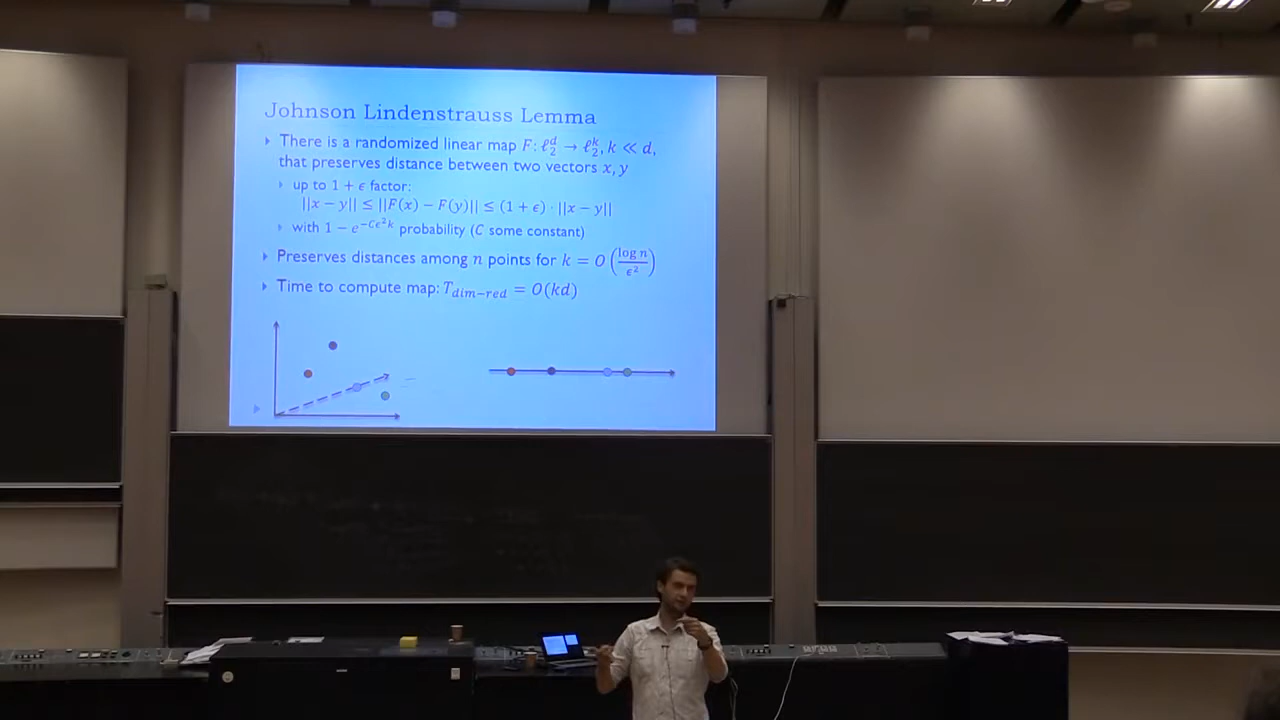 Johnson Lindenstrauss Lemma
There is a randomized linear map F: ℓ₂ᵈ → ℓ₂ᵏ, k ≪ d,
that preserves distance between two vectors x, y
up to 1 + ϵ factor:
||x − y|| ≤ ||F(x) − F(y)|| ≤ (1 + ϵ) · ||x − y||
with 1 − e^{−Cϵ²k} probability (C some constant)
Preserves distances among n points for k = O(log n / ϵ²)
Time to compute map: T_{dim−red} = O(kd)